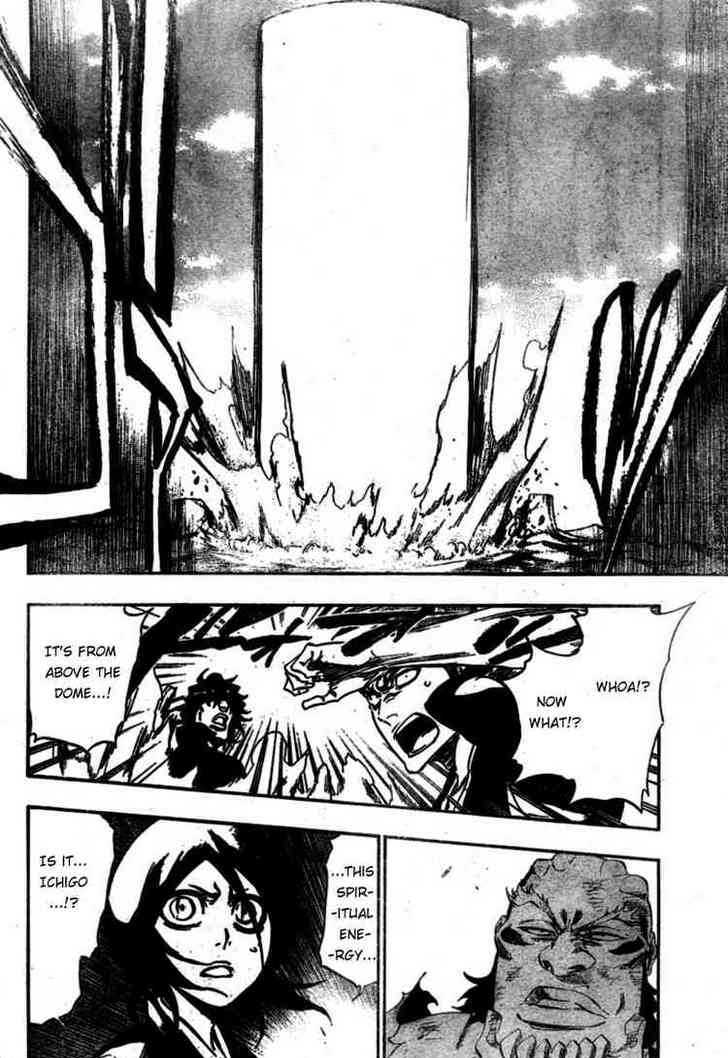 WHOA!?
NOW
WHAT!?
IT'S FROM
ABOVE THE
DOME...!
...THIS
SPIR-
-ITUAL
ENE-
-RGY...
IS IT...
ICHIGO
...!?